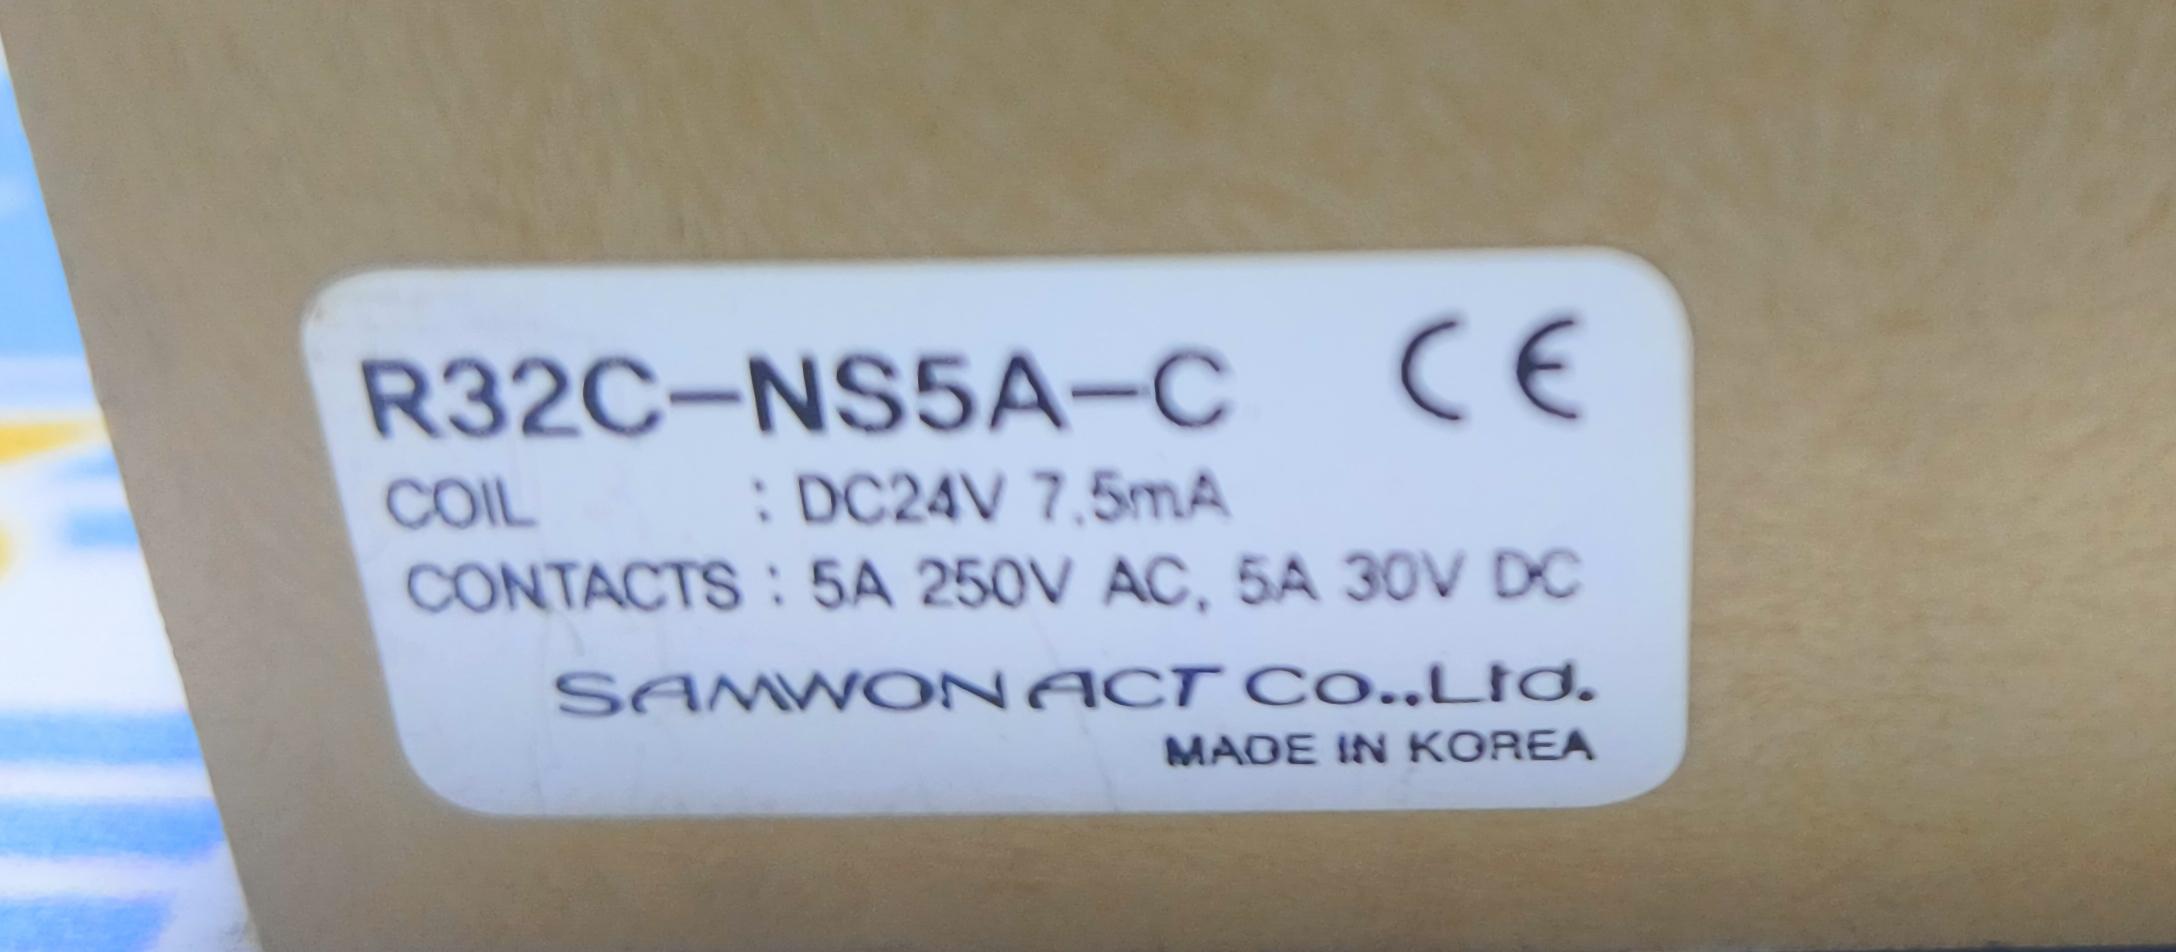 R32C-NS5A-C CE
COIL : DC24V 7.5mA
CONTACTS : 5A 250V AC, 5A 30V DC
SAMWON ACT Co.,Ltd.
MADE IN KOREA